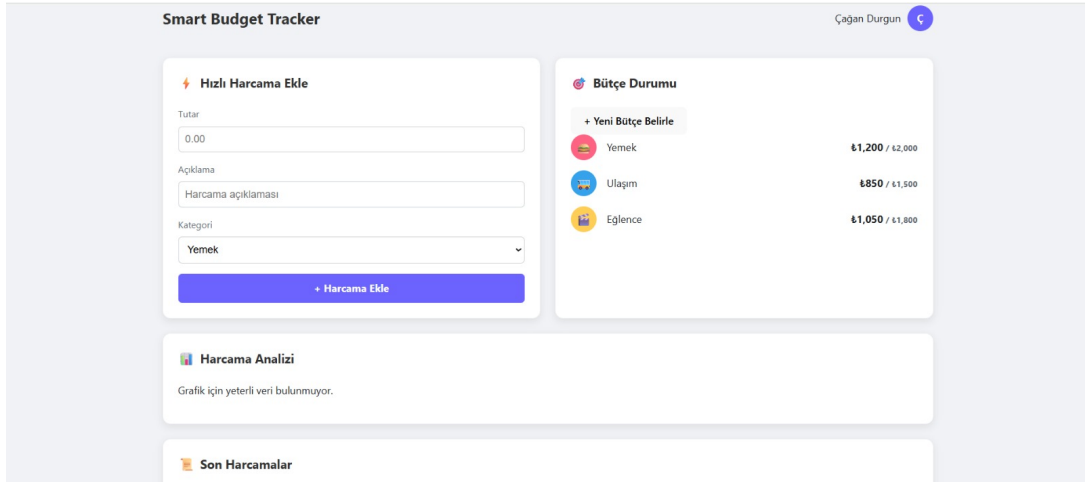 Smart Budget Tracker
Çağan Durgun Ç
Hızlı Harcama Ekle
Tutar
0.00
Açıklama
Harcama açıklaması
Kategori
Yemek
+ Harcama Ekle
Bütçe Durumu
+ Yeni Bütçe Belirle
Yemek ₺1,200 / ₺2,000
Ulaşım ₺850 / ₺1,500
Eğlence ₺1,050 / ₺1,800
Harcama Analizi
Grafik için yeterli veri bulunmuyor.
Son Harcamalar